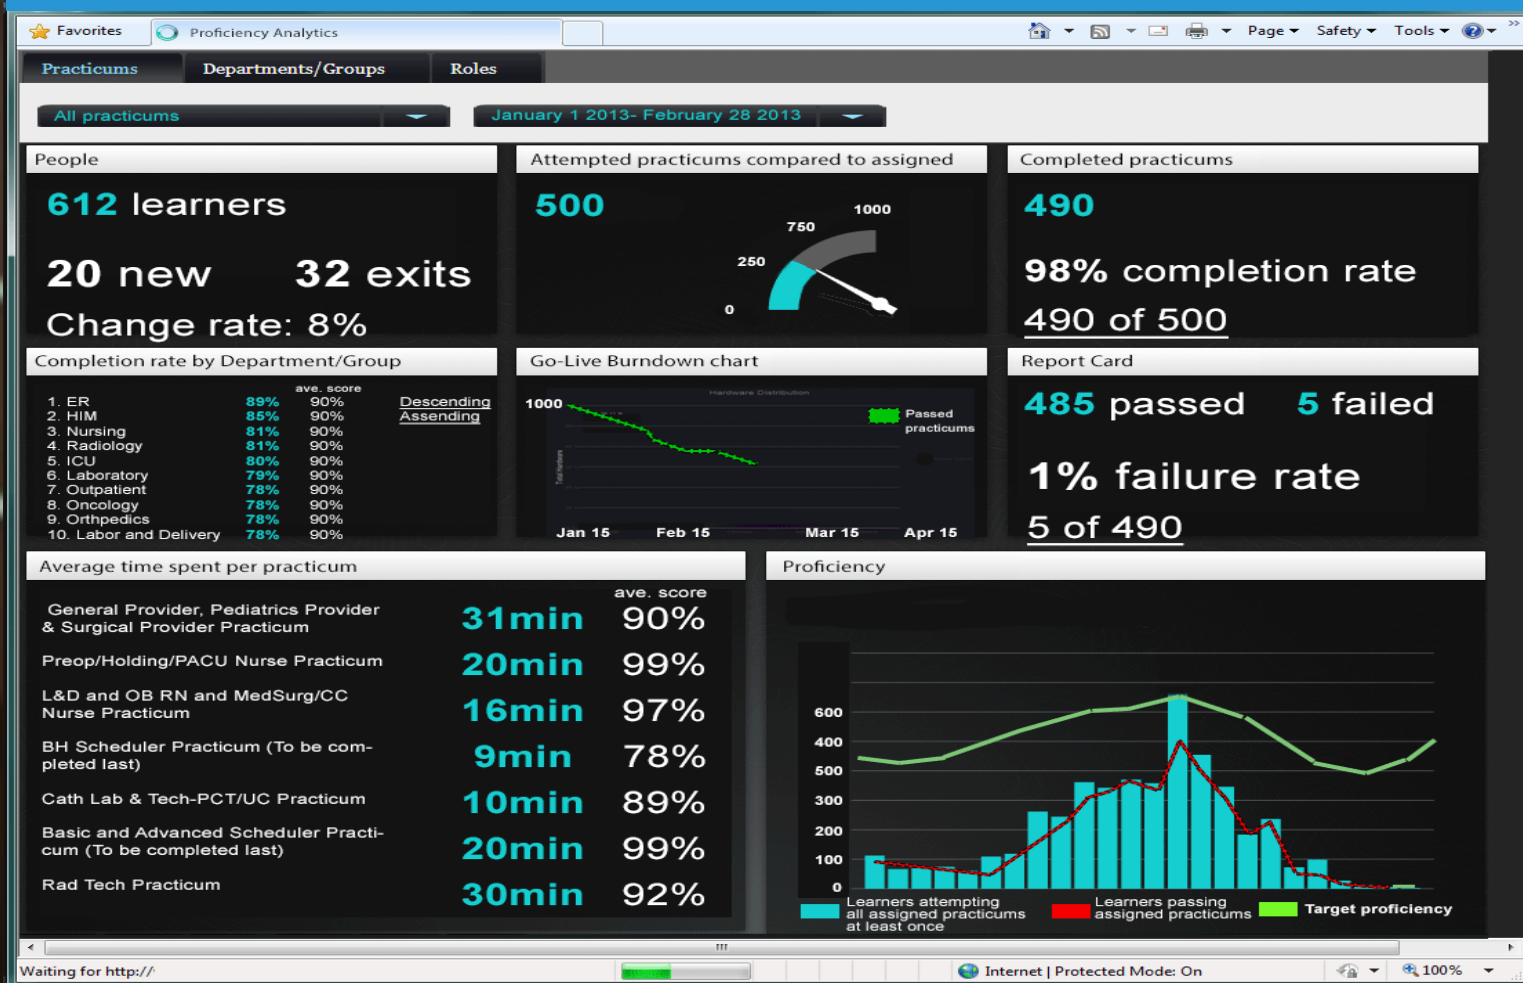 Favorites
Proficiency Analytics
Page
Safety
Tools
»
Practicums
Departments/Groups
Roles
All practicums
January 1 2013- February 28 2013
People
612 learners
20 new 32 exits
Change rate: 8%
Attempted practicums compared to assigned
500
1000
750
250
0
Completed practicums
490
98% completion rate
490 of 500
Completion rate by Department/Group
ave. score
1. ER 89% 90% Descending
2. HIM 85% 90% Assending
3. Nursing 81% 90%
4. Radiology 81% 90%
5. ICU 80% 90%
6. Laboratory 79% 90%
7. Outpatient 78% 90%
8. Oncology 78% 90%
9. Orthpedics 78% 90%
10. Labor and Delivery 78% 90%
Go-Live Burndown chart
Hardware Distribution
1000
Passed
practicums
Total Hardware
Jan 15 Feb 15 Mar 15 Apr 15
Report Card
485 passed 5 failed
1% failure rate
5 of 490
Average time spent per practicum
ave. score
General Provider, Pediatrics Provider
& Surgical Provider Practicum
31min 90%
Preop/Holding/PACU Nurse Practicum 20min 99%
L&D and OB RN and MedSurg/CC
Nurse Practicum
16min 97%
BH Scheduler Practicum (To be com-
pleted last)
9min 78%
Cath Lab & Tech-PCT/UC Practicum 10min 89%
Basic and Advanced Scheduler Practi-
cum (To be completed last)
20min 99%
Rad Tech Practicum 30min 92%
Proficiency
600
400
500
300
200
100
0
Learners attempting
all assigned practicums
at least once
Learners passing
assigned practicums
Target proficiency
Waiting for http://
Internet | Protected Mode: On
100%